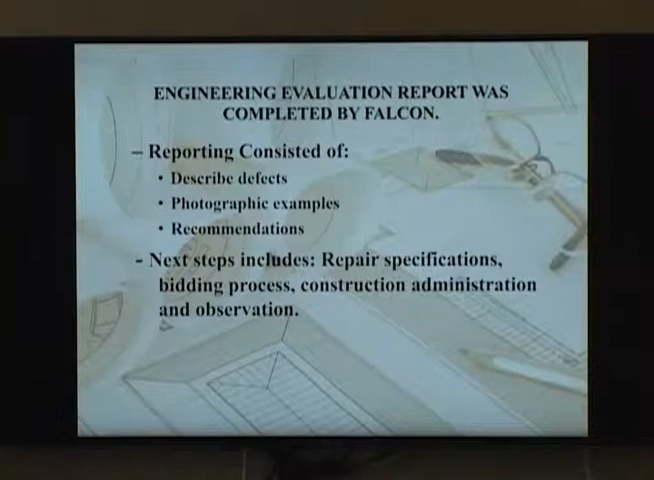 ENGINEERING EVALUATION REPORT WAS
COMPLETED BY FALCON.
– Reporting Consisted of:
• Describe defects
• Photographic examples
• Recommendations
- Next steps includes: Repair specifications,
bidding process, construction administration
and observation.